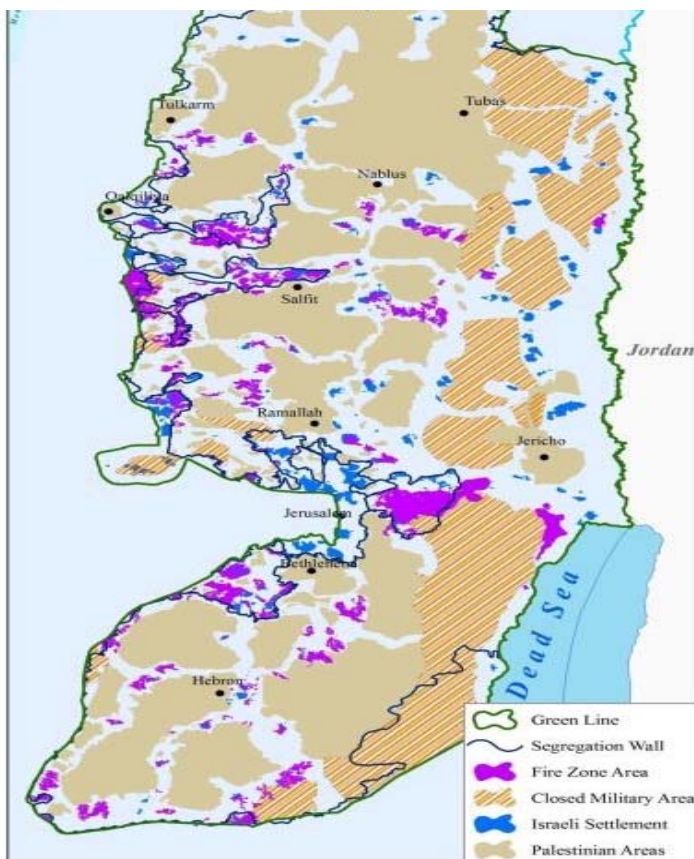 Tulkarm
Tubas
Nablus
Qalqiliya
Salfit
Jordan
Ramallah
Jericho
Jerusalem
Bethlehem
Dead Sea
Hebron
Green Line
Segregation Wall
Fire Zone Area
Closed Military Area
Israeli Settlement
Palestinian Areas